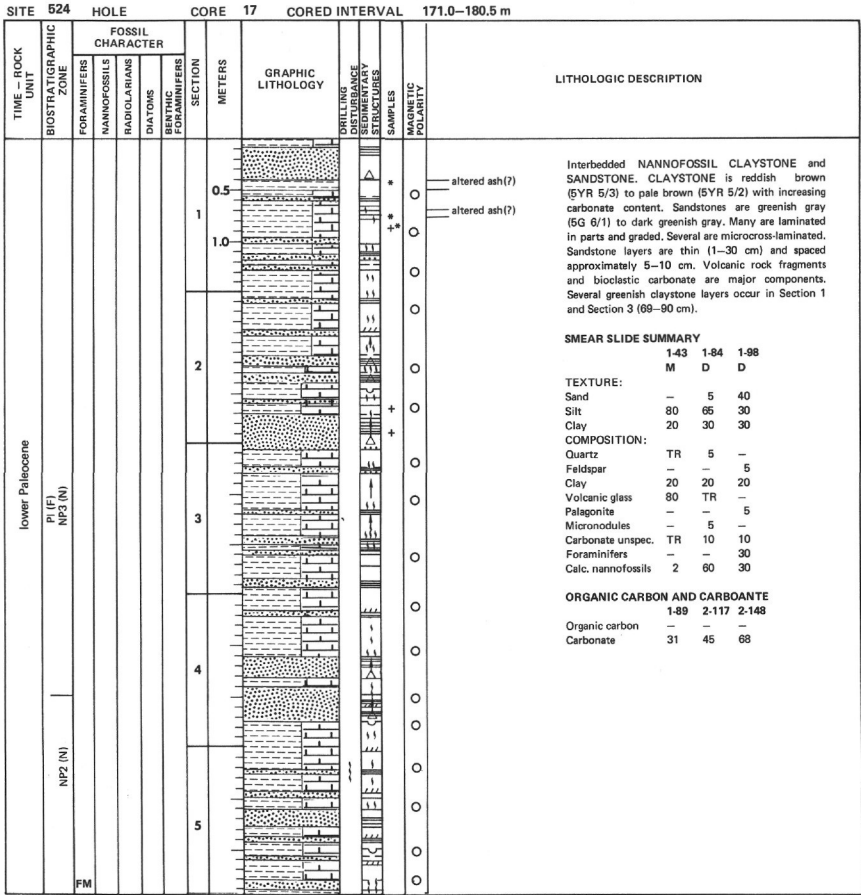 SITE 524 HOLE CORE 17 CORED INTERVAL 171.0–180.5 m
TIME – ROCK UNIT
BIOSTRATIGRAPHIC ZONE
FOSSIL CHARACTER
FORAMINIFERS
NANNOFOSSILS
RADIOLARIANS
DIATOMS
BENTHIC FORAMINIFERS
SECTION
METERS
GRAPHIC LITHOLOGY
DRILLING DISTURBANCE
SEDIMENTARY STRUCTURES
SAMPLES
MAGNETIC POLARITY
LITHOLOGIC DESCRIPTION
lower Paleocene
PI (F)
NP3 (N)
NP2 (N)
FM
1
0.5
1.0
2
3
4
5
altered ash(?)
altered ash(?)
Interbedded NANNOFOSSIL CLAYSTONE and
SANDSTONE. CLAYSTONE is reddish brown
(5YR 5/3) to pale brown (5YR 5/2) with increasing
carbonate content. Sandstones are greenish gray
(5G 6/1) to dark greenish gray. Many are laminated
in parts and graded. Several are microcross-laminated.
Sandstone layers are thin (1–30 cm) and spaced
approximately 5–10 cm. Volcanic rock fragments
and bioclastic carbonate are major components.
Several greenish claystone layers occur in Section 1
and Section 3 (69–90 cm).
SMEAR SLIDE SUMMARY
1-43 1-84 1-98
M D D
TEXTURE:
Sand – 5 40
Silt 80 65 30
Clay 20 30 30
COMPOSITION:
Quartz TR 5 –
Feldspar – – 5
Clay 20 20 20
Volcanic glass 80 TR –
Palagonite – – 5
Micronodules – 5 –
Carbonate unspec. TR 10 10
Foraminifers – – 30
Calc. nannofossils 2 60 30
ORGANIC CARBON AND CARBOANTE
1-89 2-117 2-148
Organic carbon – – –
Carbonate 31 45 68